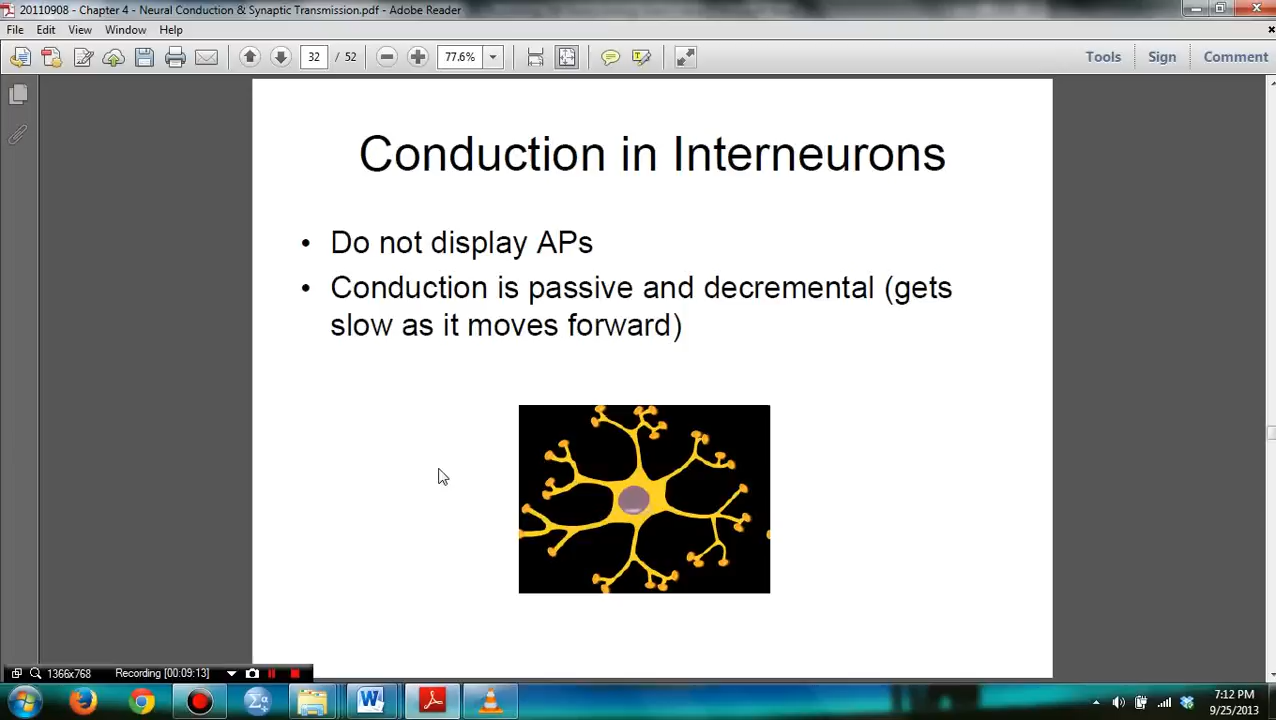 20110908 - Chapter 4 - Neural Conduction & Synaptic Transmission.pdf - Adobe Reader
File Edit View Window Help
32 / 52 77.6% Tools Sign Comment
Conduction in Interneurons
• Do not display APs
• Conduction is passive and decremental (gets
slow as it moves forward)
1366x768 Recording [00:09:13]
7:12 PM
9/25/2013